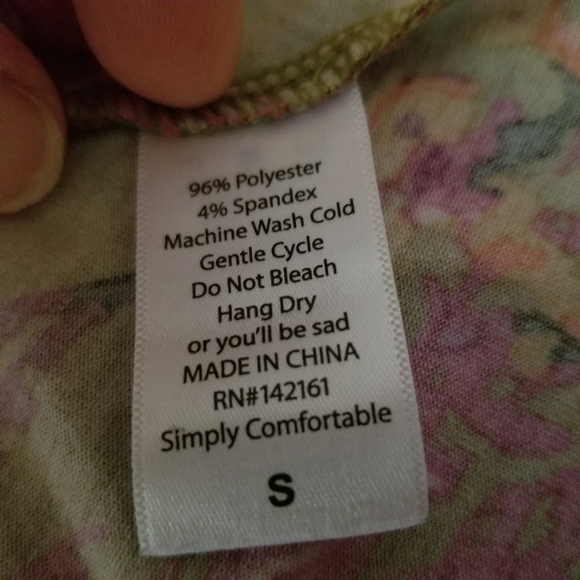 96% Polyester
4% Spandex
Machine Wash Cold
Gentle Cycle
Do Not Bleach
Hang Dry
or you'll be sad
MADE IN CHINA
RN#142161
Simply Comfortable
S